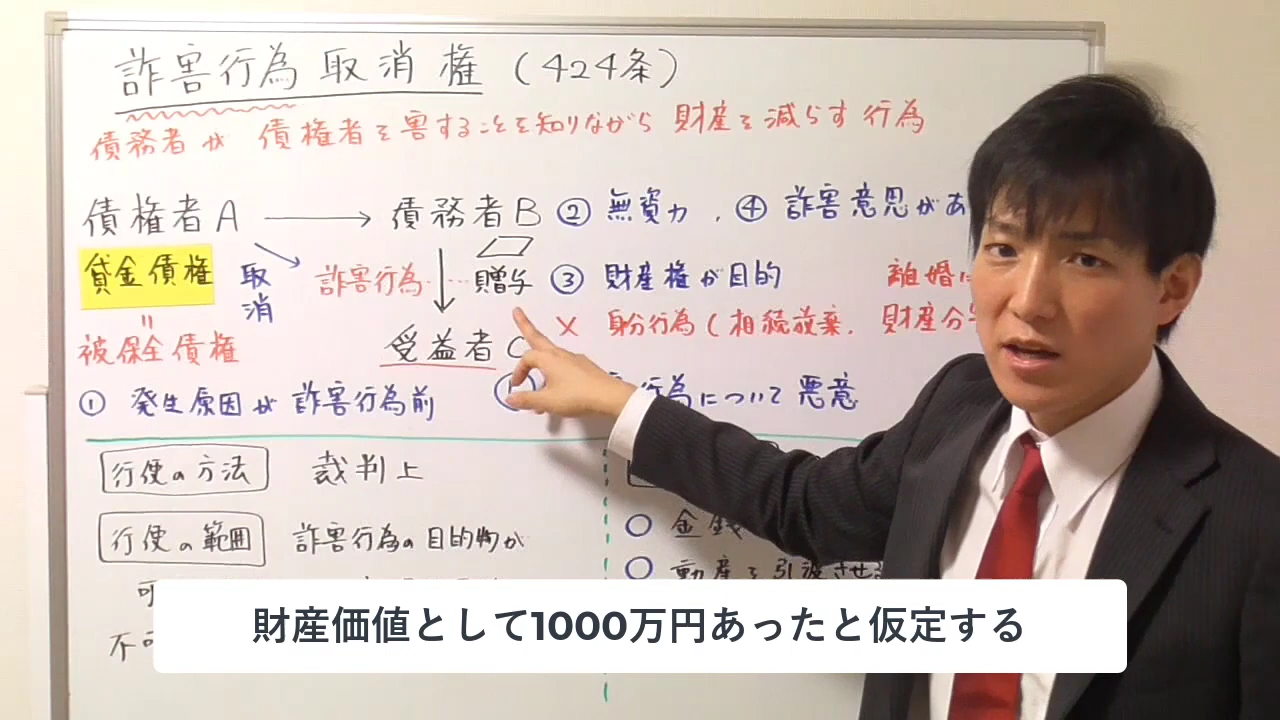 詐害行為取消権(424条)
債務者が 債権者を害することを知りながら 財産を減らす行為
債権者A → 債務者B ② 無資力 , ④ 詐害意思があ
貸金債権 取消 詐害行為 …… 贈与 ③ 財産権が目的 離婚
〃
被保全債権 受益者C × 身分行為(相続放棄. 財産分
① 発生原因が 詐害行為前 行為について悪意
行使の方法 裁判上
行使の範囲 詐害行為の目的物が
○ 金銭
○ 動産を引渡させ
可
不可
財産価値として1000万円あったと仮定する